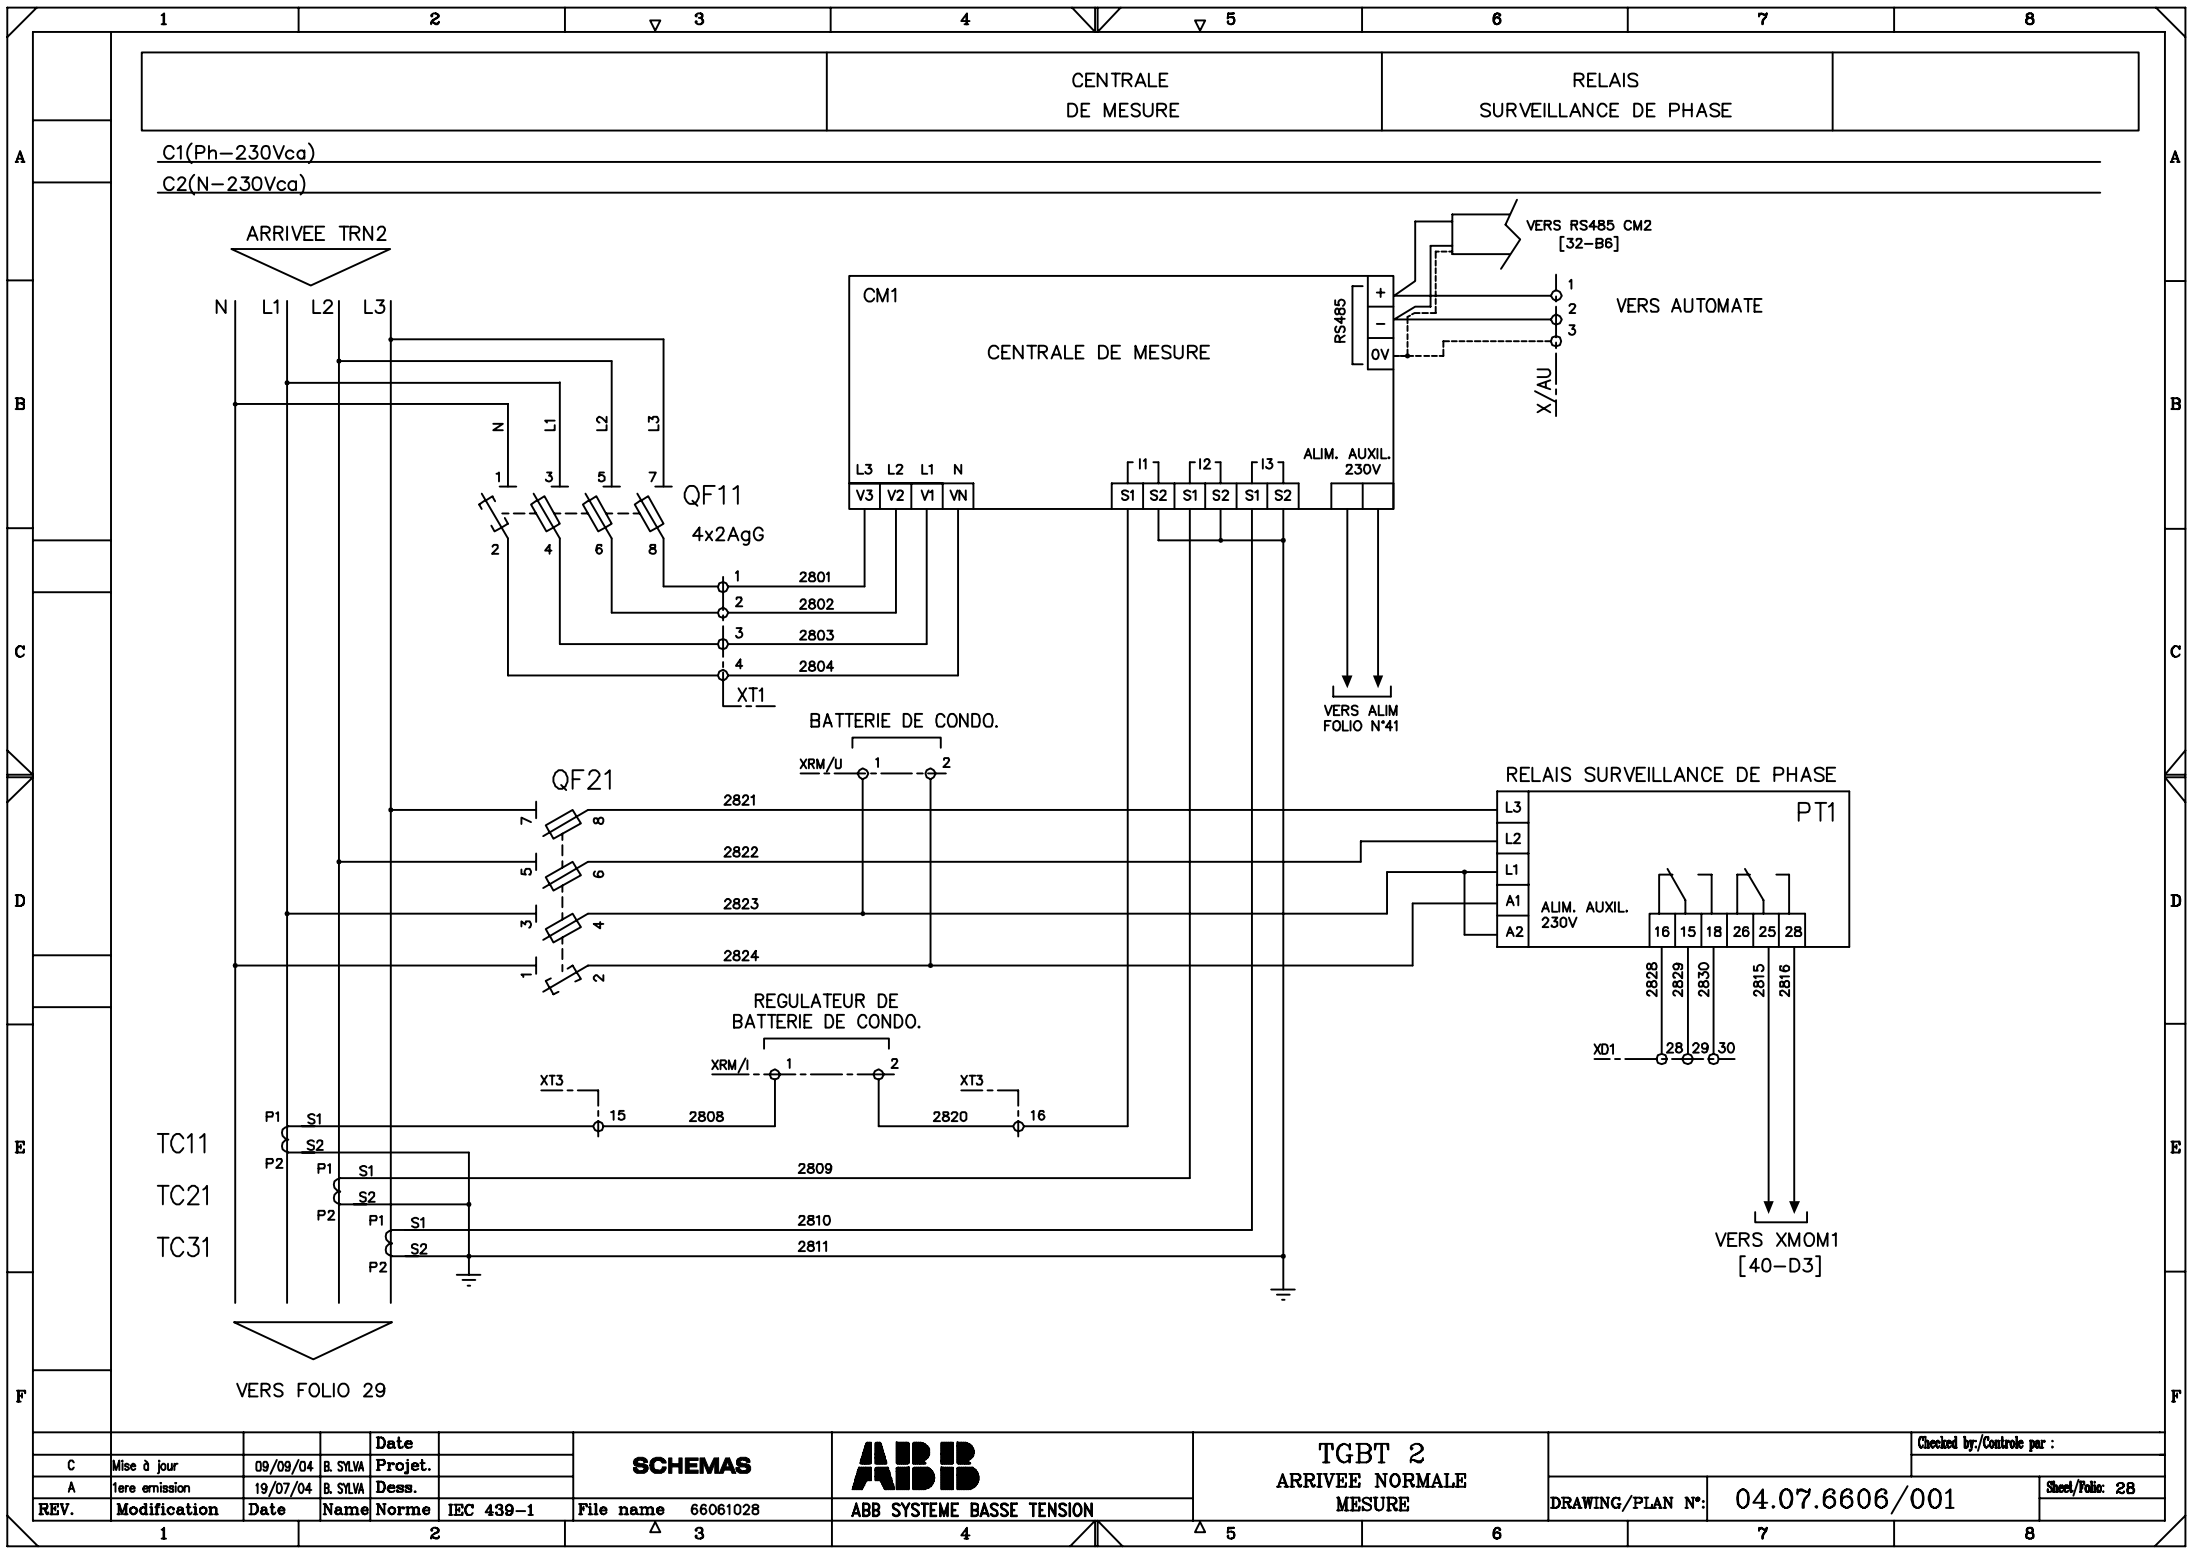 1 2 3 4 5 6 7 8
CENTRALE
DE MESURE
RELAIS
SURVEILLANCE DE PHASE
A A
C1(Ph-230Vca)
C2(N-230Vca)
ARRIVEE TRN2
VERS RS485 CM2
[32-B6]
N L1 L2 L3
CM1
CENTRALE DE MESURE
RS485
+
-
0V
1
2
3
VERS AUTOMATE
X/AU
B B
N L1 L2 L3
L3 L2 L1 N
V3 V2 V1 VN
I1 I2 I3
S1 S2 S1 S2 S1 S2
ALIM. AUXIL.
230V
1 3 5 7
QF11
4x2AgG
2 4 6 8
1 2801
2 2802
3 2803
4 2804
XT1
C C
VERS ALIM
FOLIO N°41
BATTERIE DE CONDO.
XRM/U 1 2
QF21
7 8 2821
5 6 2822
3 4 2823
1 2 2824
RELAIS SURVEILLANCE DE PHASE
PT1
L3
L2
L1
A1
A2
ALIM. AUXIL.
230V
16 15 18 26 25 28
2828 2829 2830 2815 2816
D D
XD1 28 29 30
REGULATEUR DE
BATTERIE DE CONDO.
XRM/I 1 2
XT3 XT3
15 2808 2820 16
TC11
P1 S1
S2
P2
TC21
P1 S1 2809
S2
P2
TC31
P1 S1 2810
S2 2811
P2
E E
VERS XMOM1
[40-D3]
VERS FOLIO 29
F F
Date
C Mise à jour 09/09/04 B. SYLVA Projet.
A 1ere emission 19/07/04 B. SYLVA Dess.
REV. Modification Date Name Norme IEC 439-1
SCHEMAS
File name 66061028
ABB
ABB SYSTEME BASSE TENSION
TGBT 2
ARRIVEE NORMALE
MESURE
DRAWING/PLAN N°: 04.07.6606/001
Checked by:/Controle par :
Sheet/Folio: 28
1 2 3 4 5 6 7 8